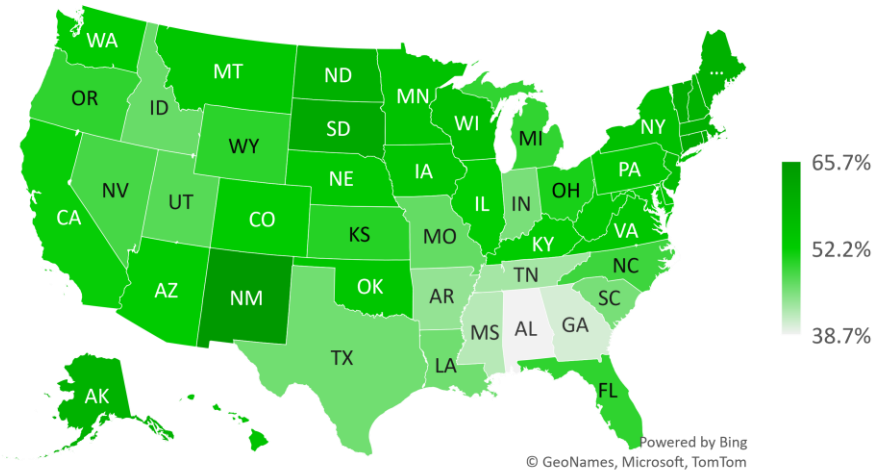 WA
MT
ND
MN
...
OR
ID
SD
WI
MI
NY
WY
NE
IA
PA
NV
UT
CO
IL
IN
OH
CA
KS
MO
KY
VA
AZ
NM
OK
AR
TN
NC
SC
MS
AL
GA
TX
LA
FL
AK
65.7%
52.2%
38.7%
Powered by Bing
© GeoNames, Microsoft, TomTom